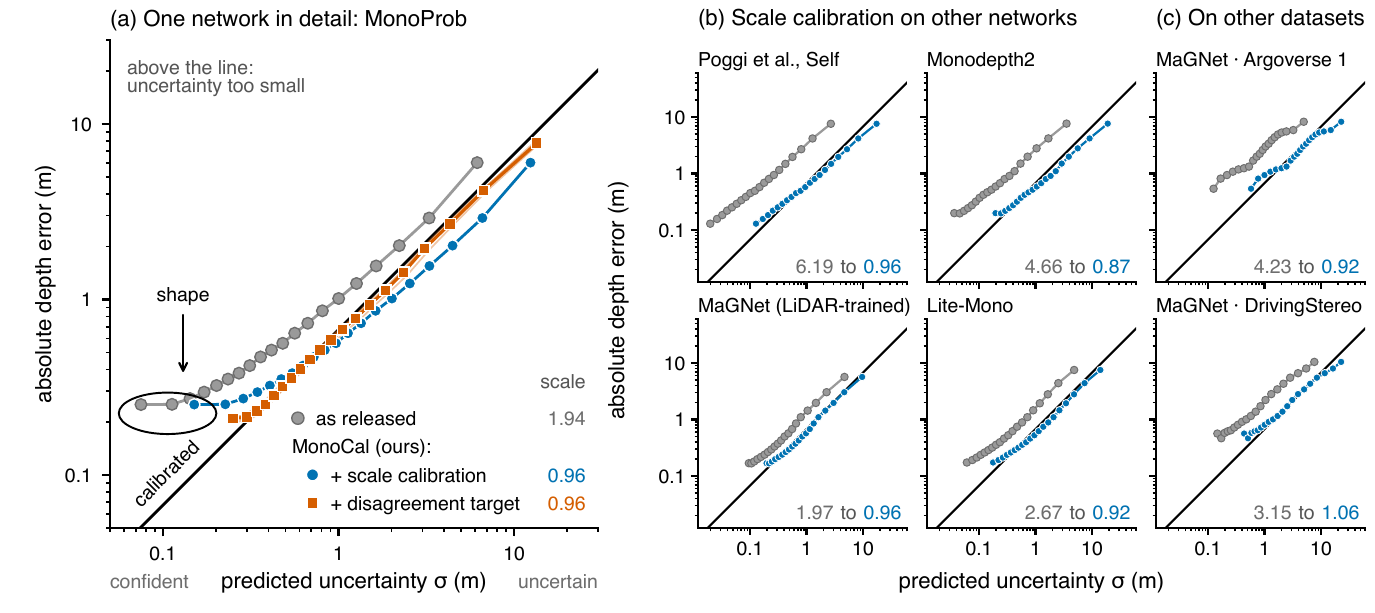 (a) One network in detail: MonoProb
above the line:
uncertainty too small
10
1
0.1
absolute depth error (m)
shape
calibrated
scale
as released 1.94
MonoCal (ours):
+ scale calibration 0.96
+ disagreement target 0.96
0.1 1 10
confident predicted uncertainty σ (m) uncertain
(b) Scale calibration on other networks
Poggi et al., Self
10
1
0.1
6.19 to 0.96
Monodepth2
4.66 to 0.87
absolute depth error (m)
MaGNet (LiDAR-trained)
10
1
0.1
1.97 to 0.96
0.1 1 10
Lite-Mono
2.67 to 0.92
0.1 1 10
(c) On other datasets
MaGNet · Argoverse 1
4.23 to 0.92
MaGNet · DrivingStereo
3.15 to 1.06
0.1 1 10
predicted uncertainty σ (m)